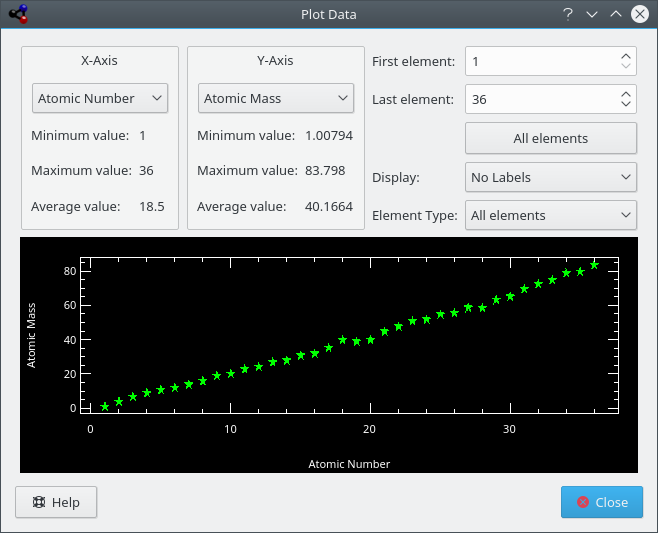 Plot Data
X-Axis
Atomic Number
Minimum value: 1
Maximum value: 36
Average value: 18.5
Y-Axis
Atomic Mass
Minimum value: 1.00794
Maximum value: 83.798
Average value: 40.1664
First element: 1
Last element: 36
All elements
Display: No Labels
Element Type: All elements
Atomic Mass
80
60
40
20
0
0 10 20 30
Atomic Number
Help
Close